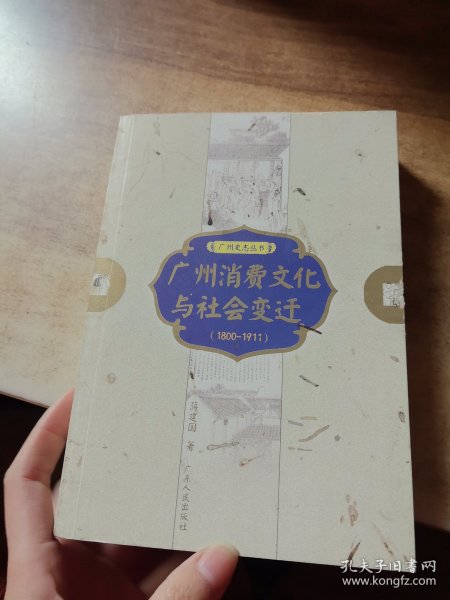 广州史志丛书
广州消费文化
与社会变迁
(1800-1911)
蒋建国 著
广东人民出版社
孔夫子旧书网
www.kongfz.com